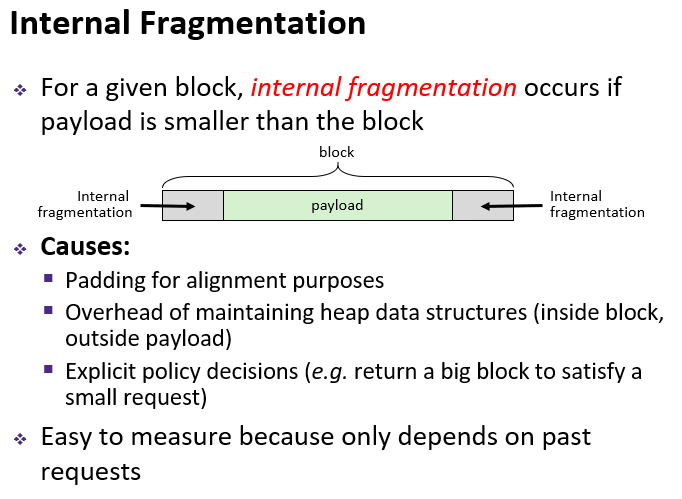 Internal Fragmentation
For a given block, internal fragmentation occurs if
payload is smaller than the block
block
Internal
fragmentation
payload
Internal
fragmentation
Causes:
Padding for alignment purposes
Overhead of maintaining heap data structures (inside block,
outside payload)
Explicit policy decisions (e.g. return a big block to satisfy a
small request)
Easy to measure because only depends on past
requests